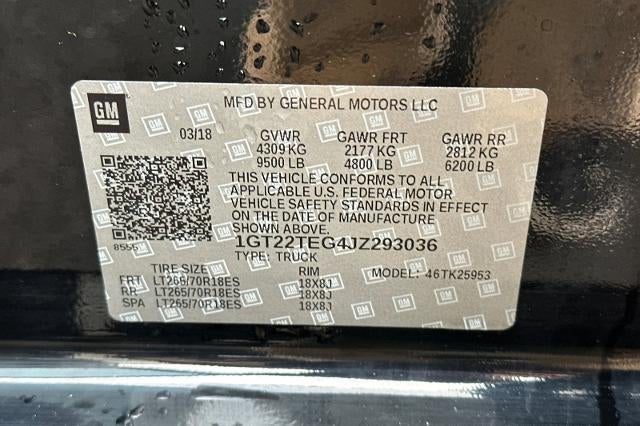 GM
MFD BY GENERAL MOTORS LLC
03/18 GVWR GAWR FRT GAWR RR
4309 KG 2177 KG 2812 KG
9500 LB 4800 LB 6200 LB
THIS VEHICLE CONFORMS TO ALL
APPLICABLE U.S. FEDERAL MOTOR
VEHICLE SAFETY STANDARDS IN EFFECT
ON THE DATE OF MANUFACTURE
SHOWN ABOVE.
8555 1GT22TEG4JZ293036
TYPE: TRUCK
TIRE SIZE RIM MODEL: 46TK25953
FRT LT265/70R18ES 18X8J
RR LT265/70R18ES 18X8J
SPA LT265/70R18ES 18X8J